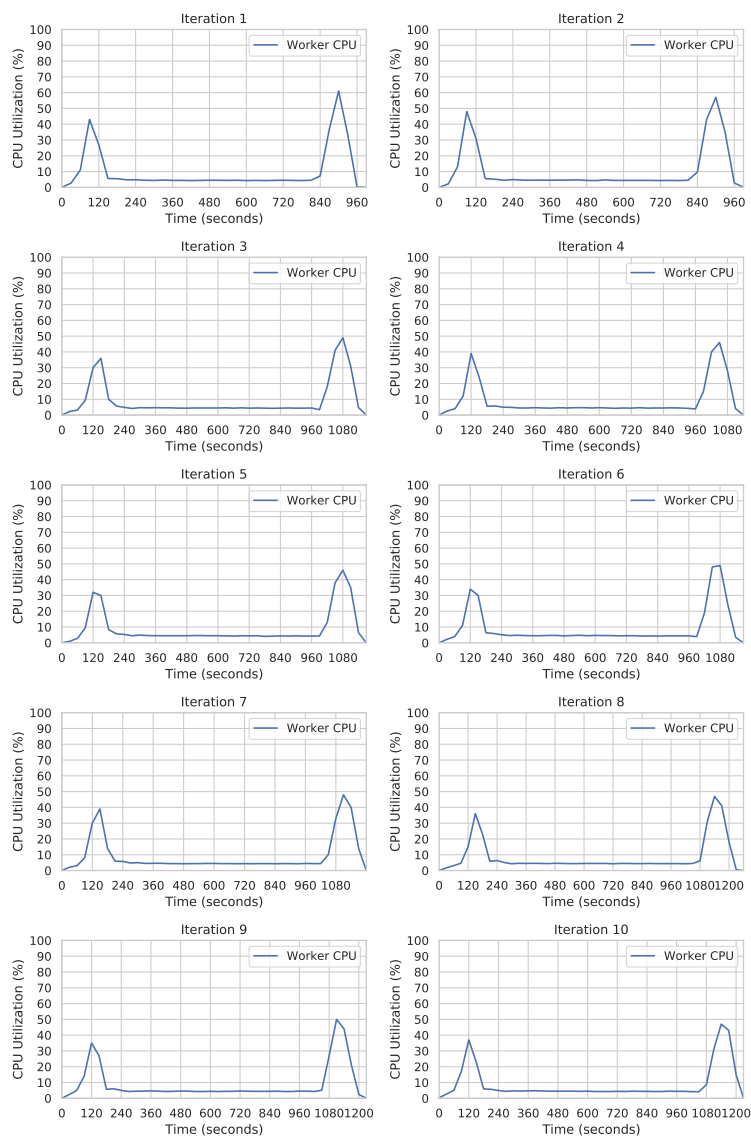 Iteration 1
Iteration 2
100
90
80
70
60
50
40
30
20
10
0
CPU Utilization (%)
Worker CPU
0 120 240 360 480 600 720 840 960
Time (seconds)
100
90
80
70
60
50
40
30
20
10
0
CPU Utilization (%)
Worker CPU
0 120 240 360 480 600 720 840 960
Time (seconds)
Iteration 3
Iteration 4
100
90
80
70
60
50
40
30
20
10
0
CPU Utilization (%)
Worker CPU
0 120 240 360 480 600 720 840 960 1080
Time (seconds)
100
90
80
70
60
50
40
30
20
10
0
CPU Utilization (%)
Worker CPU
0 120 240 360 480 600 720 840 960 1080
Time (seconds)
Iteration 5
Iteration 6
100
90
80
70
60
50
40
30
20
10
0
CPU Utilization (%)
Worker CPU
0 120 240 360 480 600 720 840 960 1080
Time (seconds)
100
90
80
70
60
50
40
30
20
10
0
CPU Utilization (%)
Worker CPU
0 120 240 360 480 600 720 840 960 1080
Time (seconds)
Iteration 7
Iteration 8
100
90
80
70
60
50
40
30
20
10
0
CPU Utilization (%)
Worker CPU
0 120 240 360 480 600 720 840 960 1080
Time (seconds)
100
90
80
70
60
50
40
30
20
10
0
CPU Utilization (%)
Worker CPU
0 120 240 360 480 600 720 840 960 1080 1200
Time (seconds)
Iteration 9
Iteration 10
100
90
80
70
60
50
40
30
20
10
0
CPU Utilization (%)
Worker CPU
0 120 240 360 480 600 720 840 960 1080 1200
Time (seconds)
100
90
80
70
60
50
40
30
20
10
0
CPU Utilization (%)
Worker CPU
0 120 240 360 480 600 720 840 960 1080 1200
Time (seconds)